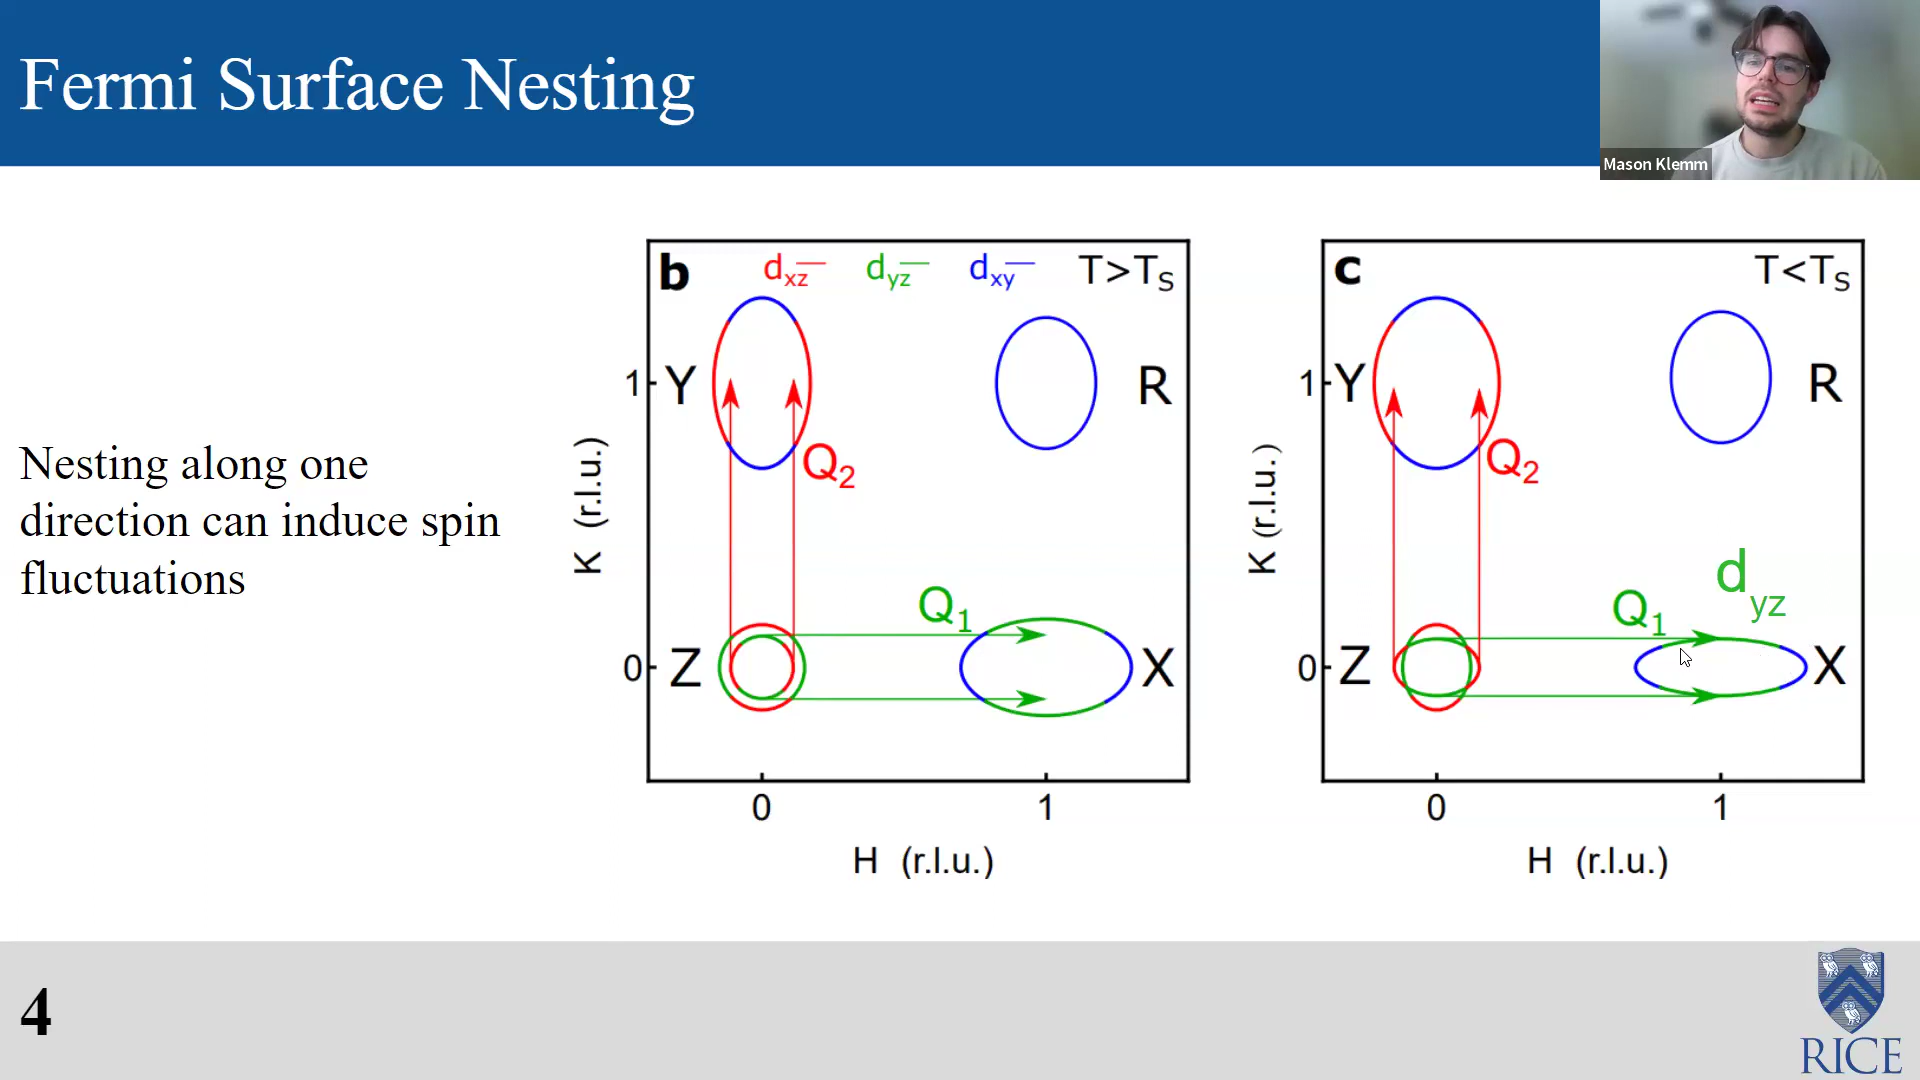 Fermi Surface Nesting
Mason Klemm
Nesting along one
direction can induce spin
fluctuations
b
dxz
dyz
dxy
T>TS
1
Y
R
Q2
K (r.l.u.)
Q1
0
Z
X
0
1
H (r.l.u.)
c
T<TS
1
Y
R
Q2
K (r.l.u.)
dyz
Q1
0
Z
X
0
1
H (r.l.u.)
4
RICE